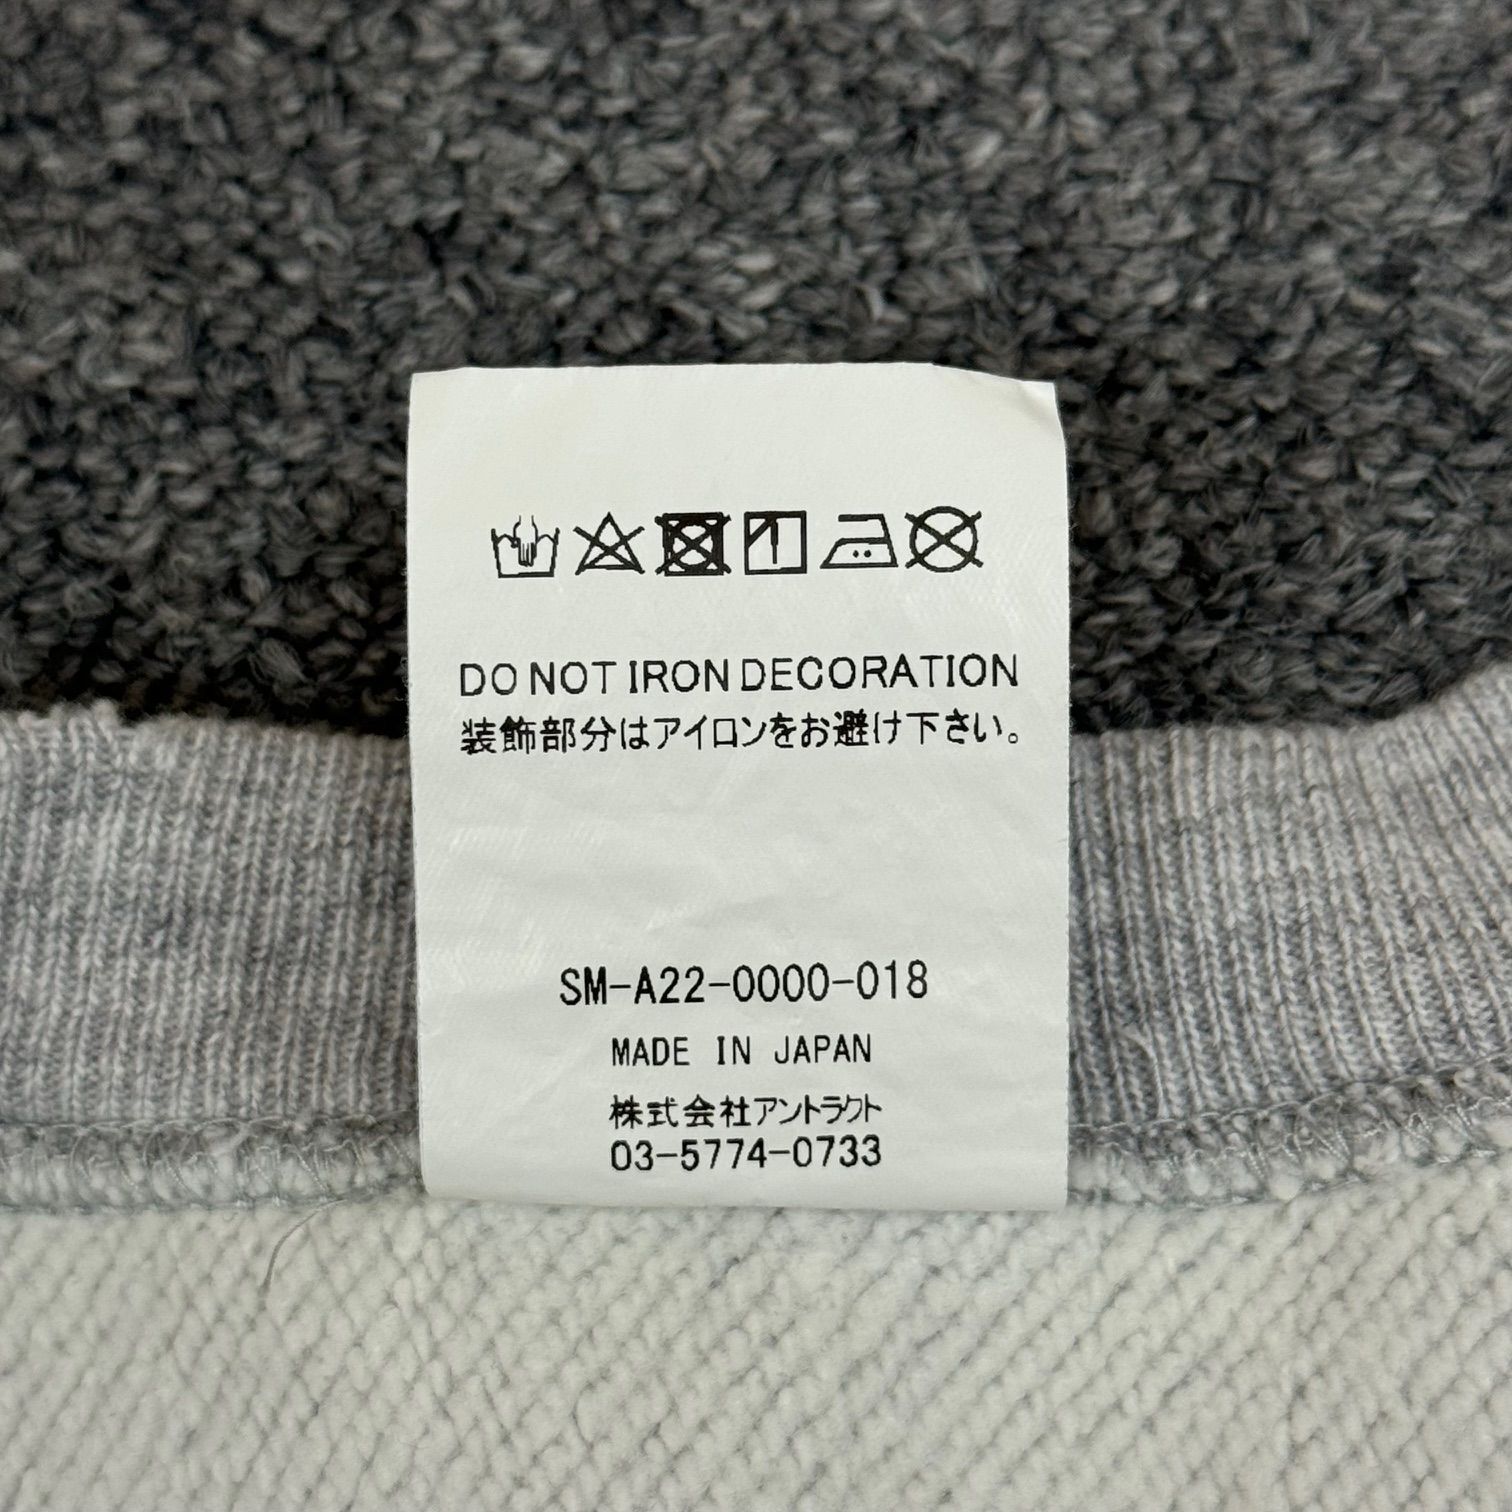 DO NOT IRON DECORATION
装飾部分はアイロンをお避け下さい。
SM-A22-0000-018
MADE IN JAPAN
株式会社アントラクト
03-5774-0733